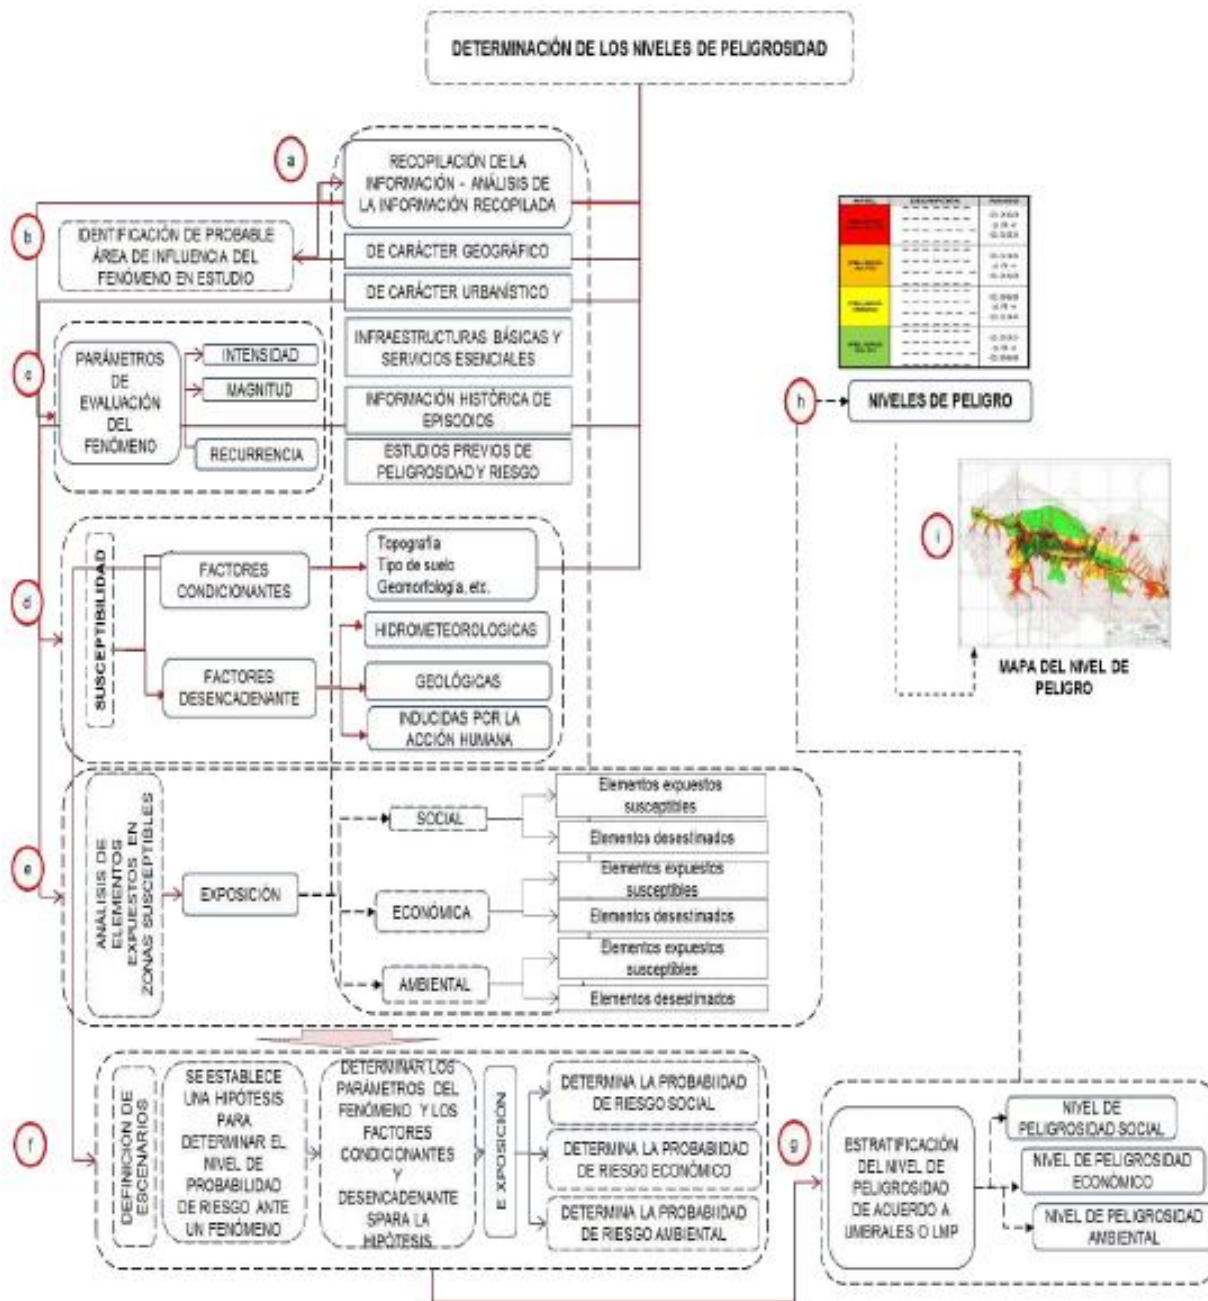 DETERMINACIÓN DE LOS NIVELES DE PELIGROSIDAD
a
RECOPILACIÓN DE LA
INFORMACIÓN - ANÁLISIS DE
LA INFORMACIÓN RECOPILADA
b
IDENTIFICACIÓN DE PROBABLE
ÁREA DE INFLUENCIA DEL
FENÓMENO EN ESTUDIO
DE CARÁCTER GEOGRÁFICO
DE CARÁCTER URBANÍSTICO
INFRAESTRUCTURAS BÁSICAS Y
SERVICIOS ESENCIALES
INFORMACIÓN HISTÓRICA DE
EPISODIOS
ESTUDIOS PREVIOS DE
PELIGROSIDAD Y RIESGO
c
PARÁMETROS
DE
EVALUACIÓN
DEL
FENÓMENO
INTENSIDAD
MAGNITUD
RECURRENCIA
NIVEL
DESCRIPCION
RANGO
h
NIVELES DE PELIGRO
i
MAPA DEL NIVEL DE
PELIGRO
d
SUSCEPTIBILIDAD
FACTORES
CONDICIONANTES
Topografía
Tipo de suelo
Geomorfología, etc.
FACTORES
DESENCADENANTE
HIDROMETEOROLOGICAS
GEOLÓGICAS
INDUCIDAS POR LA
ACCIÓN HUMANA
e
ANÁLISIS DE
ELEMENTOS
EXPUESTOS EN
ZONAS SUSCEPTIBLES
EXPOSICIÓN
SOCIAL
Elementos expuestos
susceptibles
Elementos desestimados
ECONÓMICA
Elementos expuestos
susceptibles
Elementos desestimados
AMBIENTAL
Elementos expuestos
susceptibles
Elementos desestimados
f
DEFINICIÓN DE
ESCENARIOS
SE ESTABLECE
UNA HIPÓTESIS
PARA
DETERMINAR EL
NIVEL DE
PROBABILIDAD
DE RIESGO ANTE
UN FENÓMENO
DETERMINAR LOS
PARÁMETROS DEL
FENÓMENO Y LOS
FACTORES
CONDICIONANTES
Y
DESENCADENANTE
SPARA LA
HIPÓTESIS
EXPOSICIÓN
DETERMINA LA PROBABIIDAD
DE RIESGO SOCIAL
DETERMINA LA PROBABIIDAD
DE RIESGO ECONÓMICO
DETERMINA LA PROBABIIDAD
DE RIESGO AMBIENTAL
g
ESTRATIFICACIÓN
DEL NIVEL DE
PELIGROSIDAD
DE ACUERDO A
UMBRALES O LMP
NIVEL DE
PELIGROSIDAD SOCIAL
NIVEL DE PELIGROSIDAD
ECONÓMICO
NIVEL DE PELIGROSIDAD
AMBIENTAL